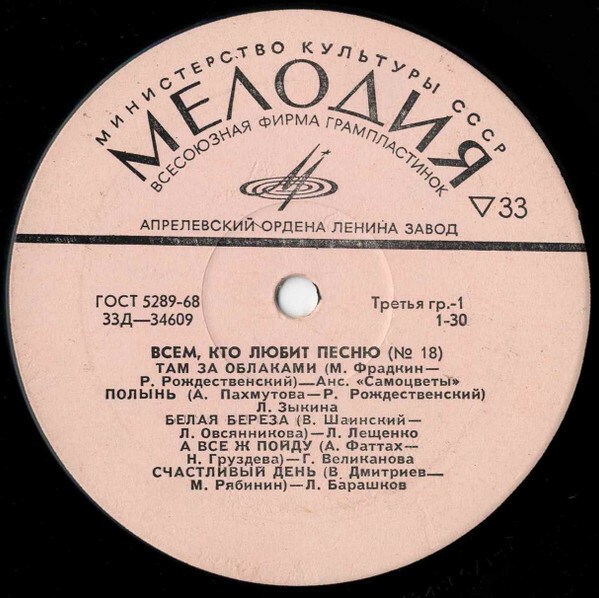 МИНИСТЕРСТВО КУЛЬТУРЫ СССР
МЕЛОДИЯ
ВСЕСОЮЗНАЯ ФИРМА ГРАМПЛАСТИНОК
▽33
АПРЕЛЕВСКИЙ ОРДЕНА ЛЕНИНА ЗАВОД
ГОСТ 5289-68
Третья гр.-1
33Д—34609
1-30
ВСЕМ, КТО ЛЮБИТ ПЕСНЮ (№ 18)
ТАМ ЗА ОБЛАКАМИ (М. Фрадкин—
Р. Рождественский)—Анс. «Самоцветы»
ПОЛЫНЬ (А. Пахмутова—Р. Рождественский)
Л. Зыкина
БЕЛАЯ БЕРЕЗА (В. Шаинский—
Л. Овсянникова)—Л. Лещенко
А ВСЕ Ж ПОЙДУ (А. Фаттах—
Н. Груздева)—Г. Великанова
СЧАСТЛИВЫЙ ДЕНЬ (В. Дмитриев—
М. Рябинин)—Л. Барашков